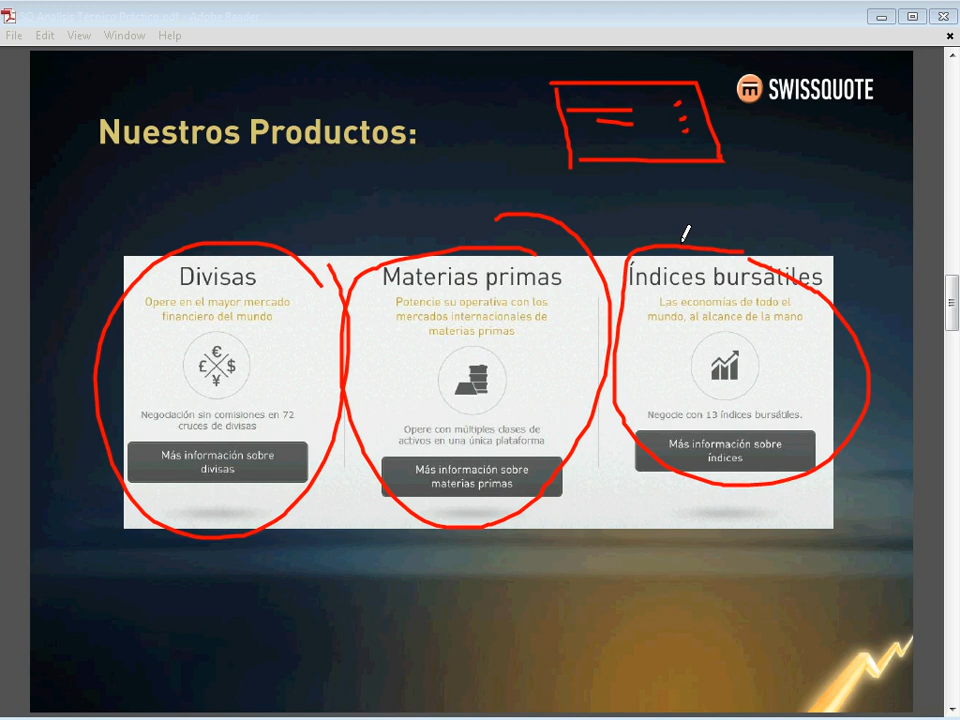 Análisis Técnico Práctico.pdf - Adobe Reader
File Edit View Window Help
SWISSQUOTE
Nuestros Productos:
Divisas
Opere en el mayor mercado
financiero del mundo
€
£ $
¥
Negociación sin comisiones en 72
cruces de divisas
Más información sobre
divisas
Materias primas
Potencie su operativa con los
mercados internacionales de
materias primas
Opere con múltiples clases de
activos en una única plataforma
Más información sobre
materias primas
Índices bursátiles
Las economías de todo el
mundo, al alcance de la mano
Negocie con 13 índices bursátiles.
Más información sobre
índices